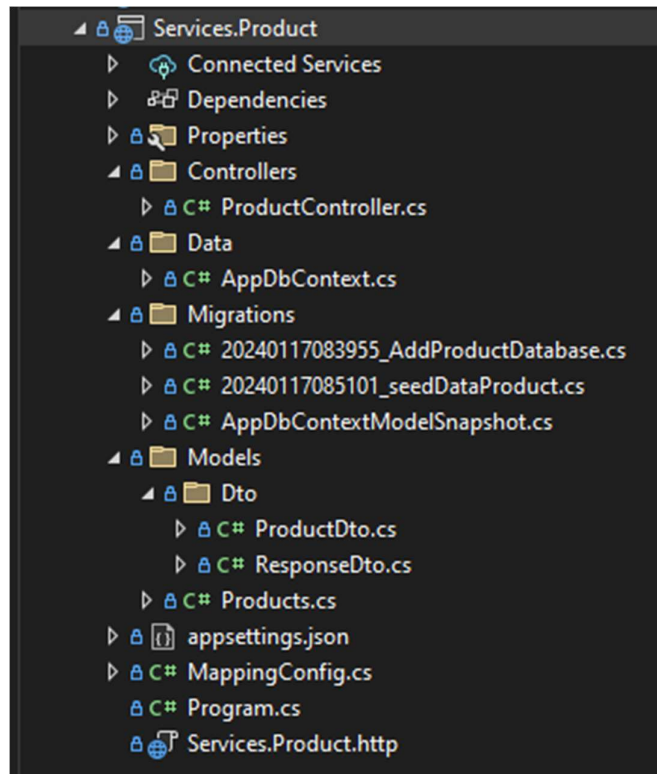 Services.Product
Connected Services
Dependencies
Properties
Controllers
C# ProductController.cs
Data
C# AppDbContext.cs
Migrations
C# 20240117083955_AddProductDatabase.cs
C# 20240117085101_seedDataProduct.cs
C# AppDbContextModelSnapshot.cs
Models
Dto
C# ProductDto.cs
C# ResponseDto.cs
C# Products.cs
appsettings.json
C# MappingConfig.cs
C# Program.cs
Services.Product.http